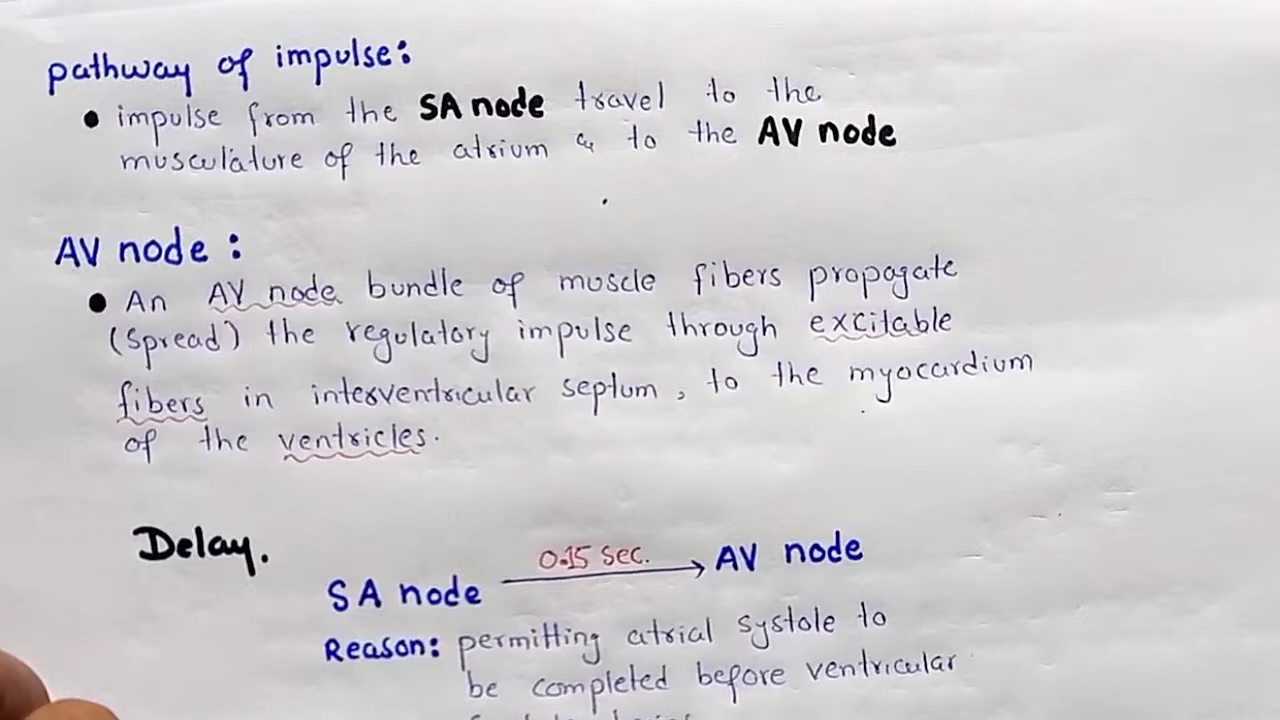 pathway of impulse:
• impulse from the SA node travel to the
musculature of the atrium & to the AV node
AV node :
• An AV node bundle of muscle fibers propagate
(spread) the regulatory impulse through excitable
fibers in interventricular septum, to the myocardium
of the ventricles.
Delay.
0.15 sec.
SA node → AV node
Reason: permitting atrial systole to
be completed before ventricular